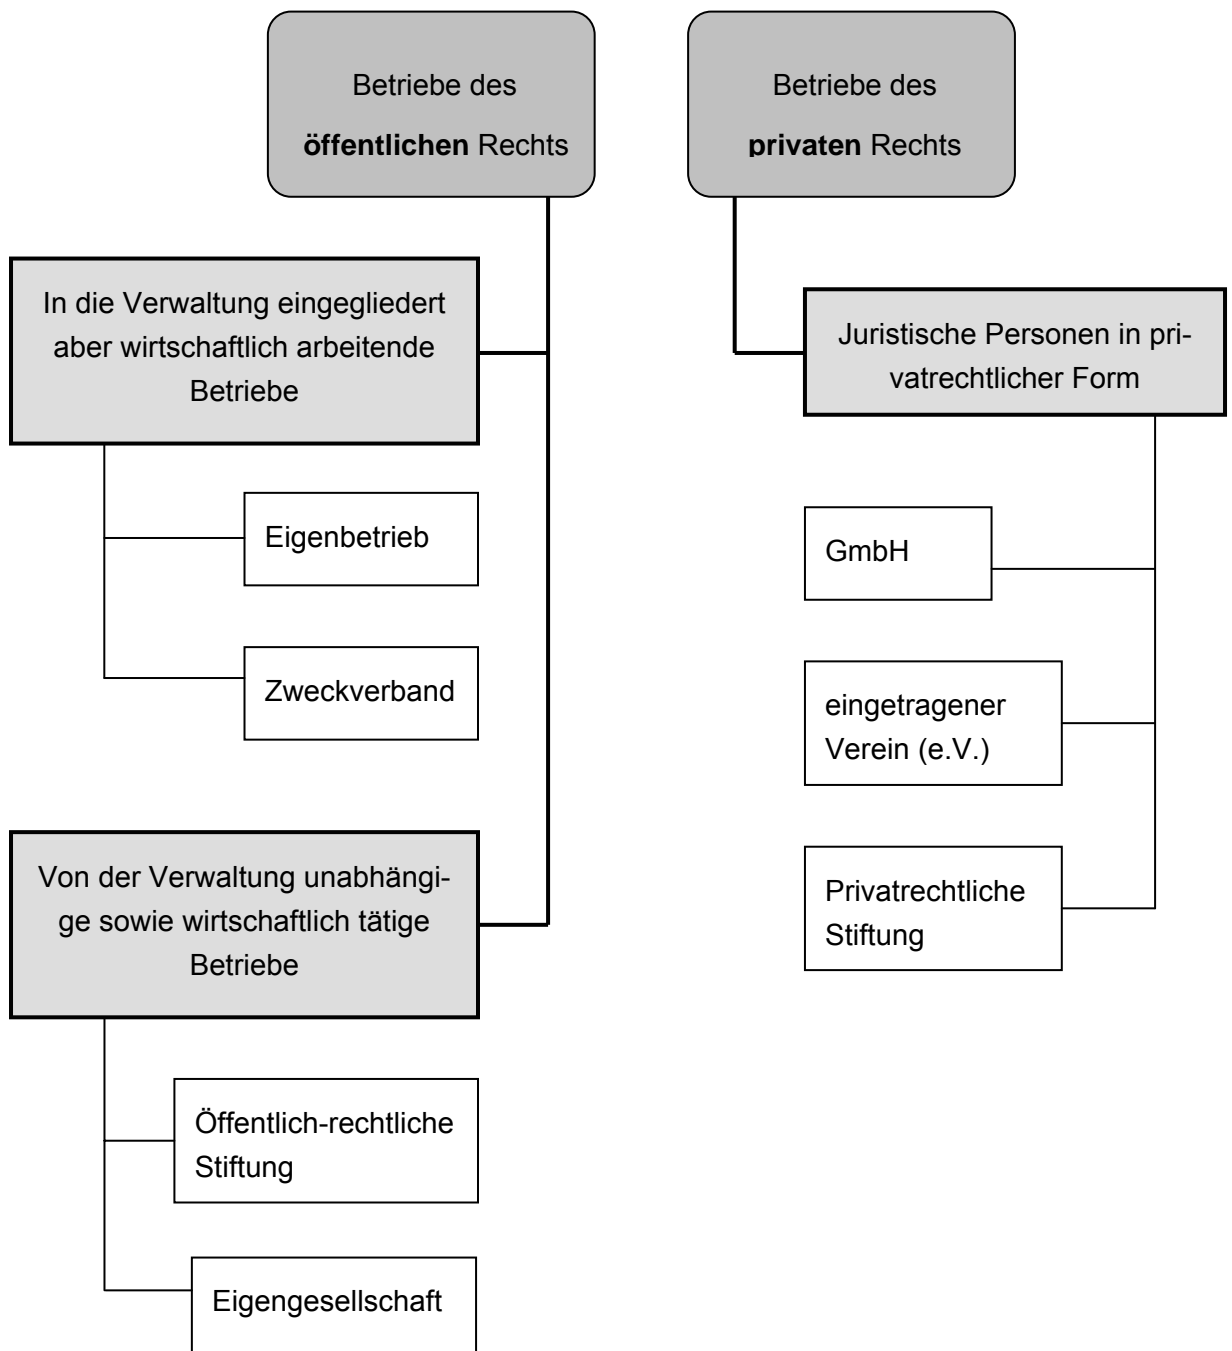 Betriebe des
öffentlichen Rechts
Betriebe des
privaten Rechts
In die Verwaltung eingegliedert
aber wirtschaftlich arbeitende
Betriebe
Eigenbetrieb
Zweckverband
Von der Verwaltung unabhängi-
ge sowie wirtschaftlich tätige
Betriebe
Öffentlich-rechtliche
Stiftung
Eigengesellschaft
Juristische Personen in pri-
vatrechtlicher Form
GmbH
eingetragener
Verein (e.V.)
Privatrechtliche
Stiftung